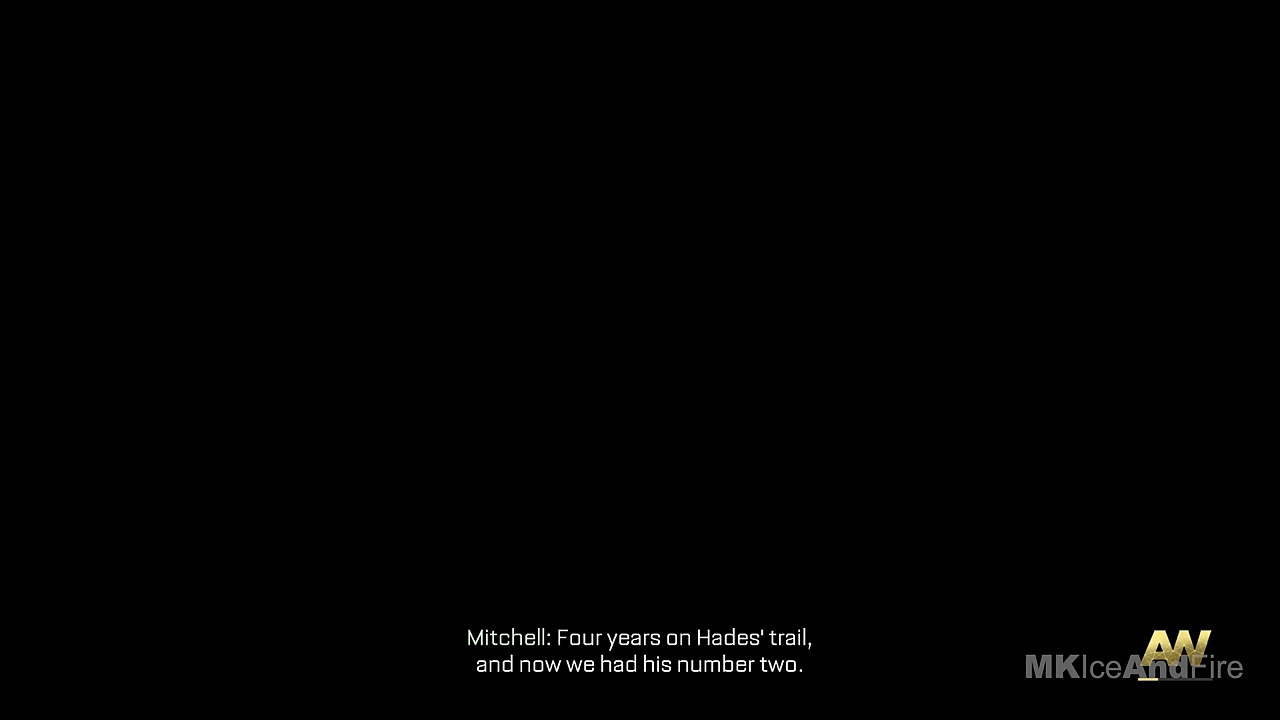 Mitchell: Four years on Hades' trail,
and now we had his number two.
AW
MKIceAndFire